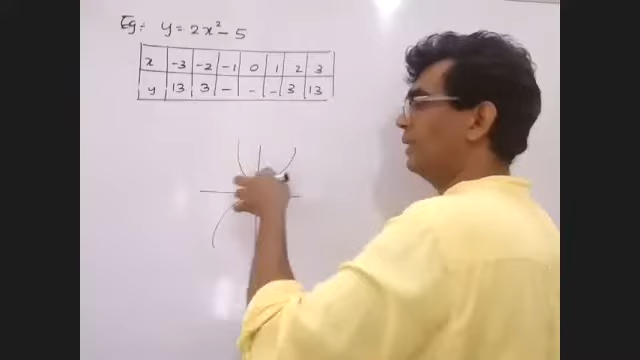 Eg:- y = 2x² - 5
x -3 -2 -1 0 1 2 3
y 13 3 - - - 3 13